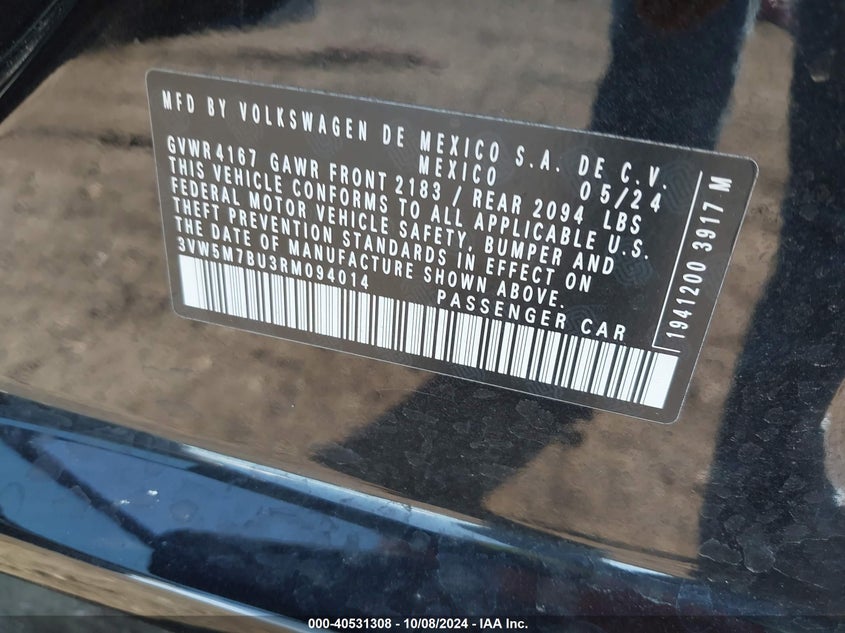 MFD BY VOLKSWAGEN DE MEXICO S.A. DE C.V.
MEXICO 05/24
GVWR4167 GAWR FRONT 2183 / REAR 2094 LBS
THIS VEHICLE CONFORMS TO ALL APPLICABLE U.S.
FEDERAL MOTOR VEHICLE SAFETY, BUMPER AND
THEFT PREVENTION STANDARDS IN EFFECT ON
THE DATE OF MANUFACTURE SHOWN ABOVE.
3VW5M7BU3RM094014 PASSENGER CAR
1941200 3917 M
000-40531308 - 10/08/2024 - IAA Inc.